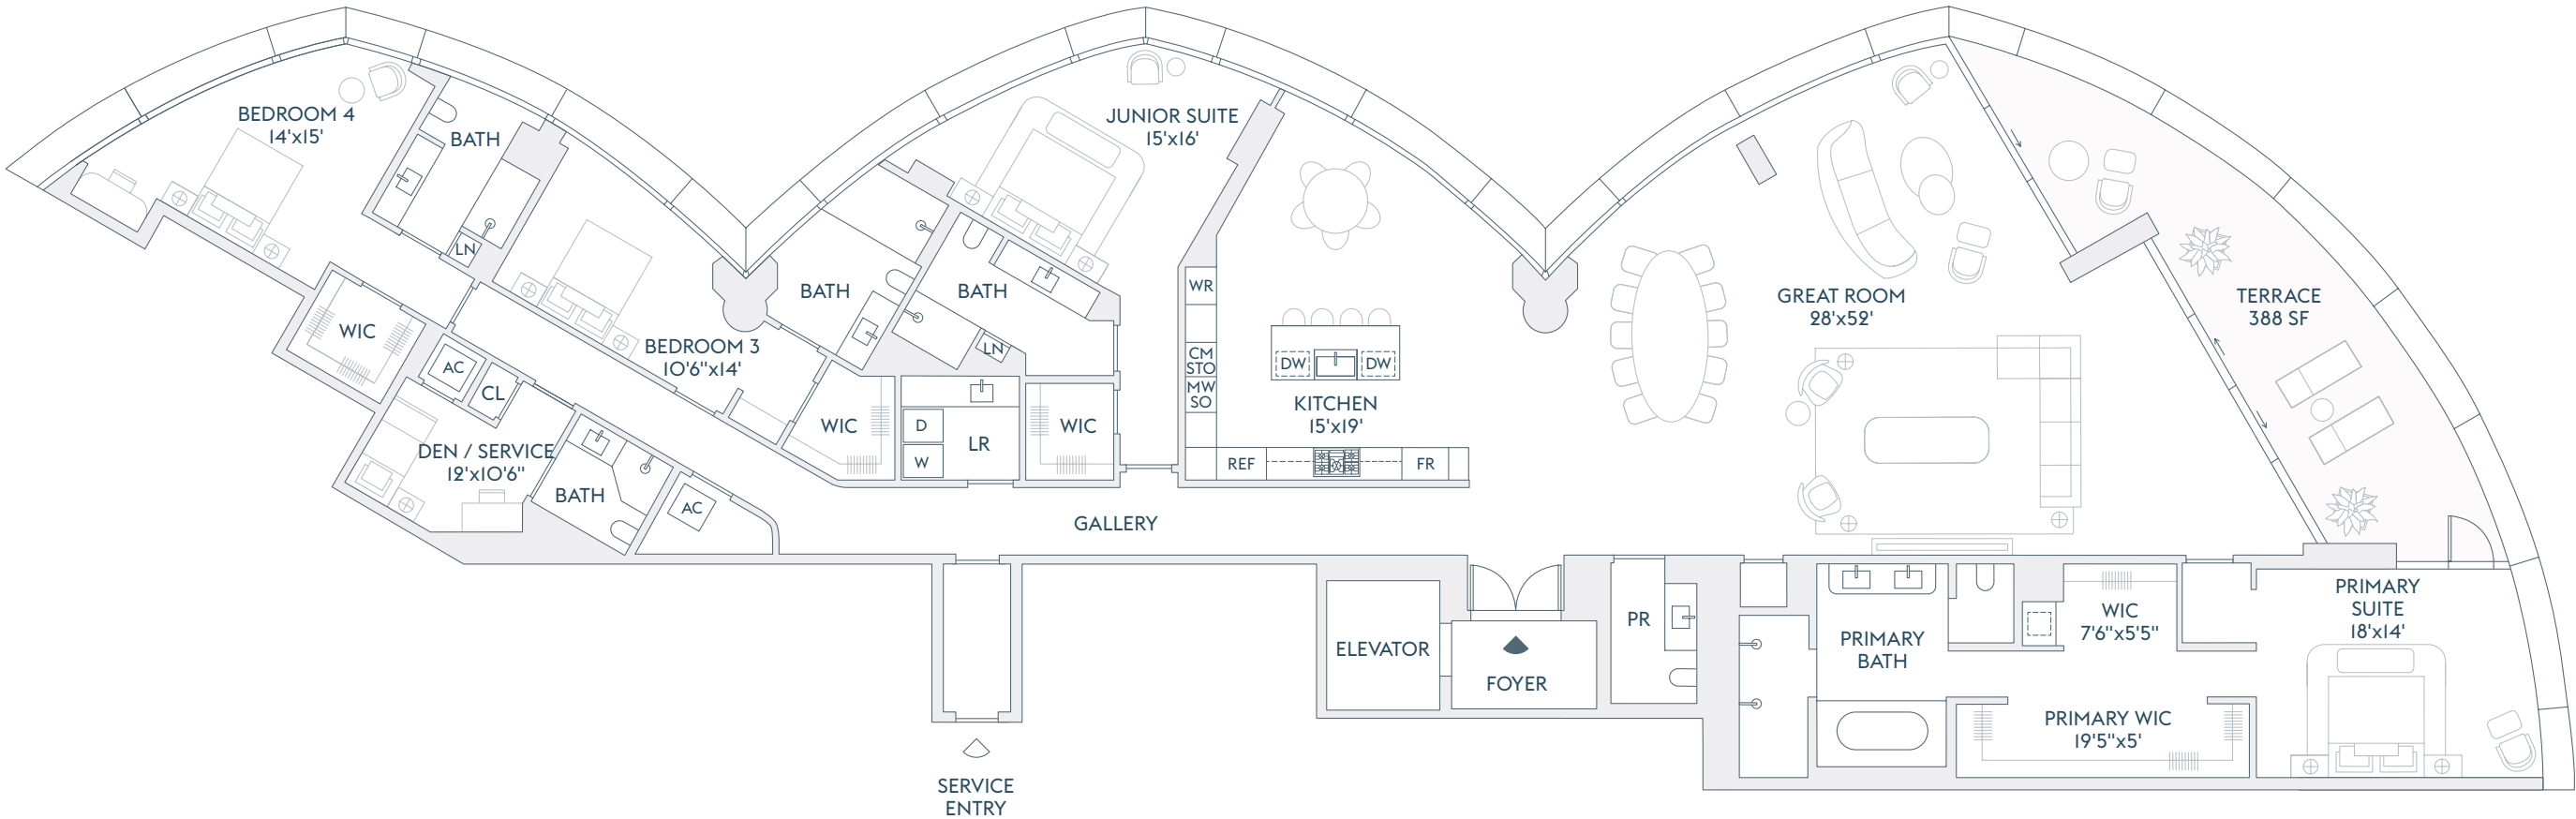 BEDROOM 4
14'x15'
BATH
LN
WIC
AC
CL
DEN / SERVICE
12'x10'6"
BATH
AC
BEDROOM 3
10'6"x14'
BATH
WIC
JUNIOR SUITE
15'x16'
BATH
LN
D
W
LR
WIC
WR
CM
STO
MW
SO
REF
FR
DW
DW
KITCHEN
15'x19'
GALLERY
GREAT ROOM
28'x52'
TERRACE
388 SF
SERVICE
ENTRY
ELEVATOR
FOYER
PR
PRIMARY
BATH
WIC
7'6"x5'5"
PRIMARY WIC
19'5"x5'
PRIMARY
SUITE
18'x14'